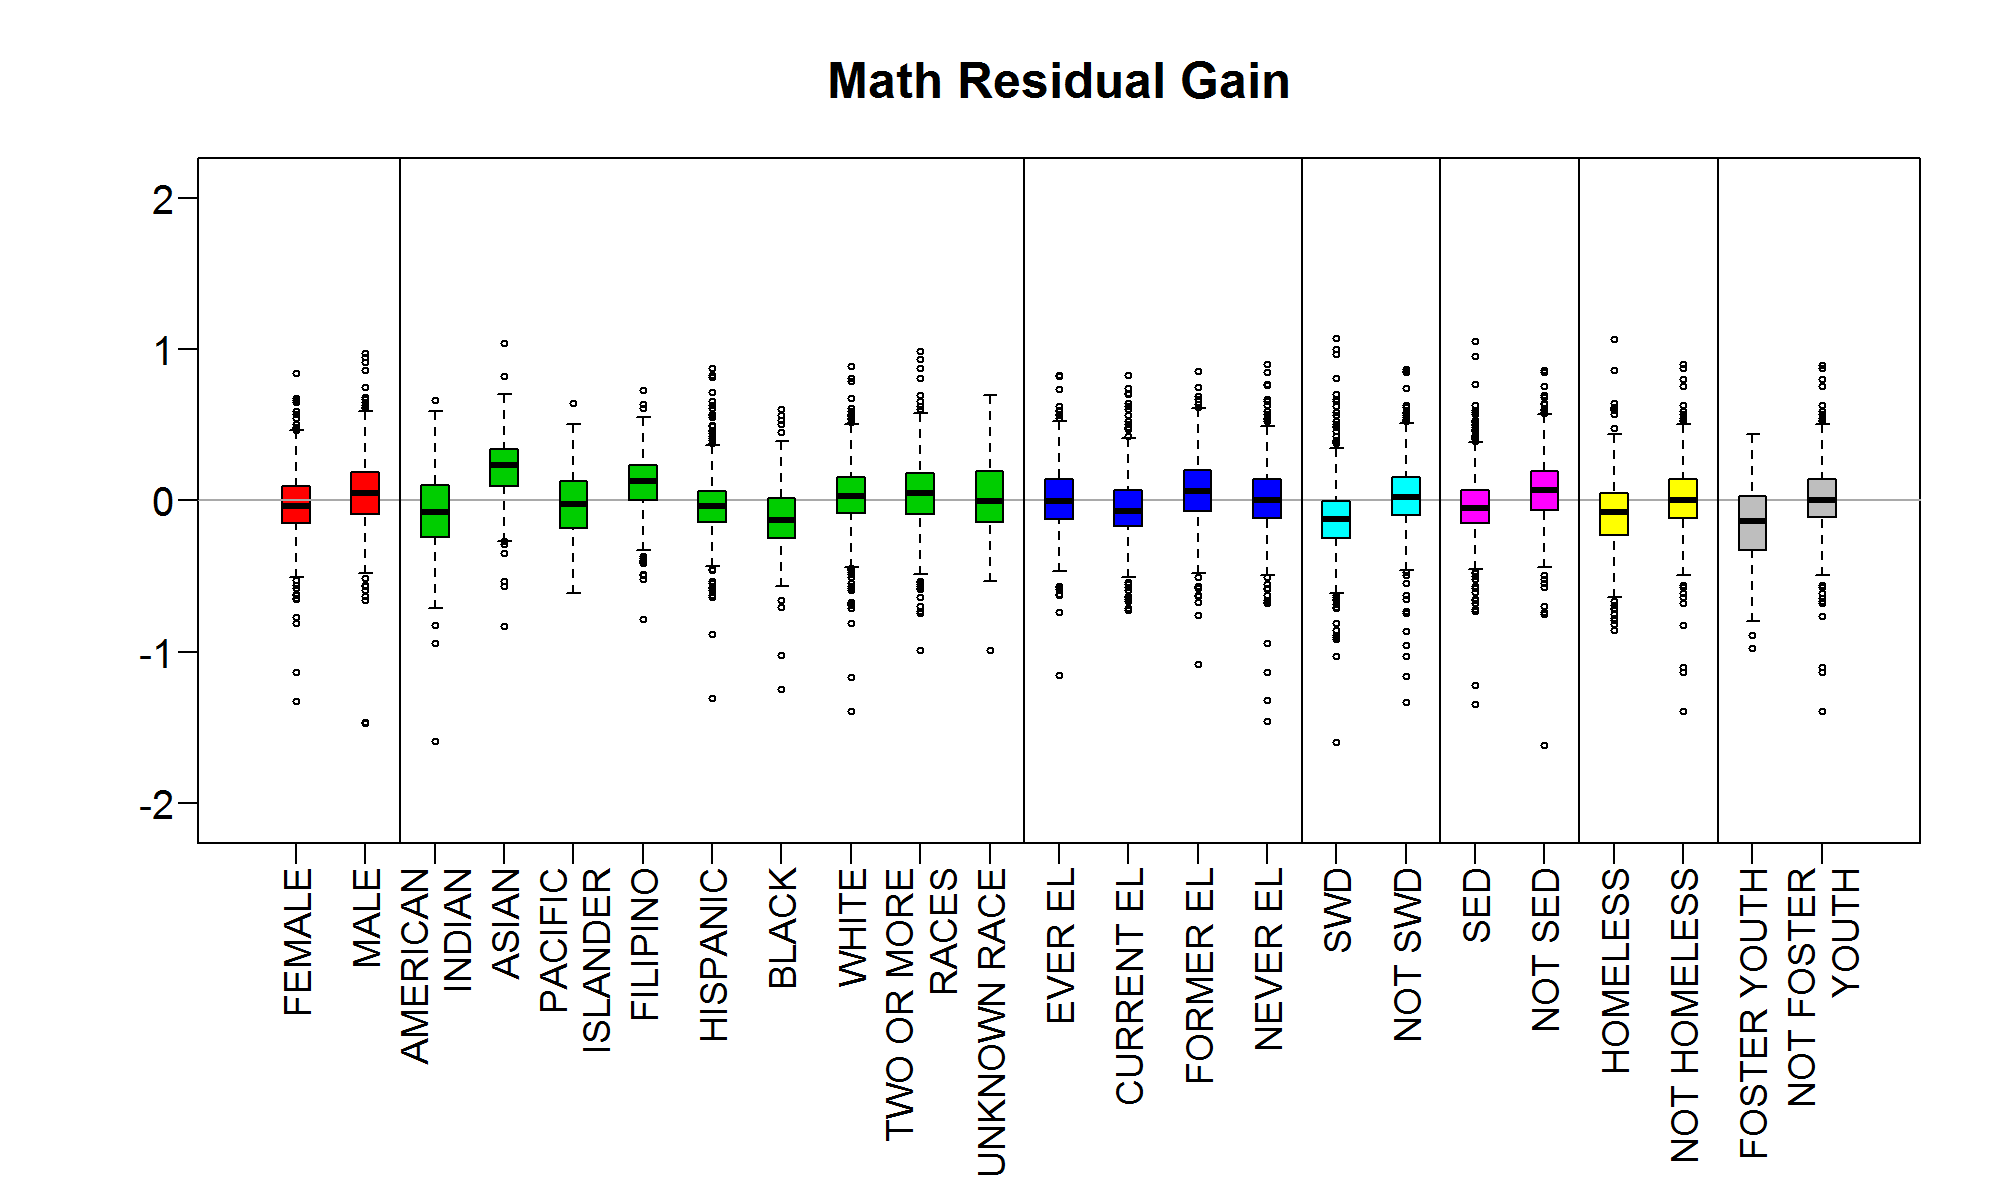 Math Residual Gain
2
1
0
-1
-2
FEMALE
MALE
AMERICAN
INDIAN
ASIAN
PACIFIC
ISLANDER
FILIPINO
HISPANIC
BLACK
WHITE
TWO OR MORE
RACES
UNKNOWN RACE
EVER EL
CURRENT EL
FORMER EL
NEVER EL
SWD
NOT SWD
SED
NOT SED
HOMELESS
NOT HOMELESS
FOSTER YOUTH
NOT FOSTER
YOUTH